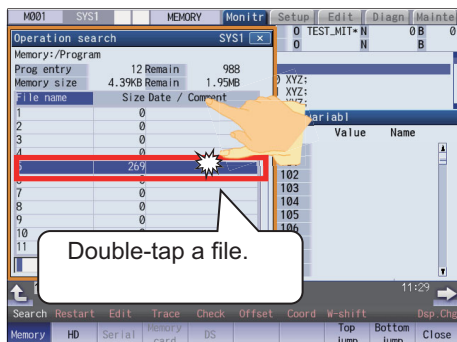 M001 SYS1 MEMORY Monitr Setup Edit Diagn Mainte
Operation search SYS1 ×
O TEST_MIT* N 0 B 0
O N B
Memory:/Program
Prog entry 12 Remain 988
Memory size 4.39KB Remain 1.95MB
XYZ;
XYZ;
File name Size Date / Comment
1 0
2 0
3 0
4 0
5 269
7 0
8 0
9 0
10 0
11
Value Name
102
103
104
105
106
Double-tap a file.
11:29
Search Restart Edit Trace Check Offset Coord W-shift Dsp.Chg
Memory HD Serial Memory card DS Top jump Bottom jump Close